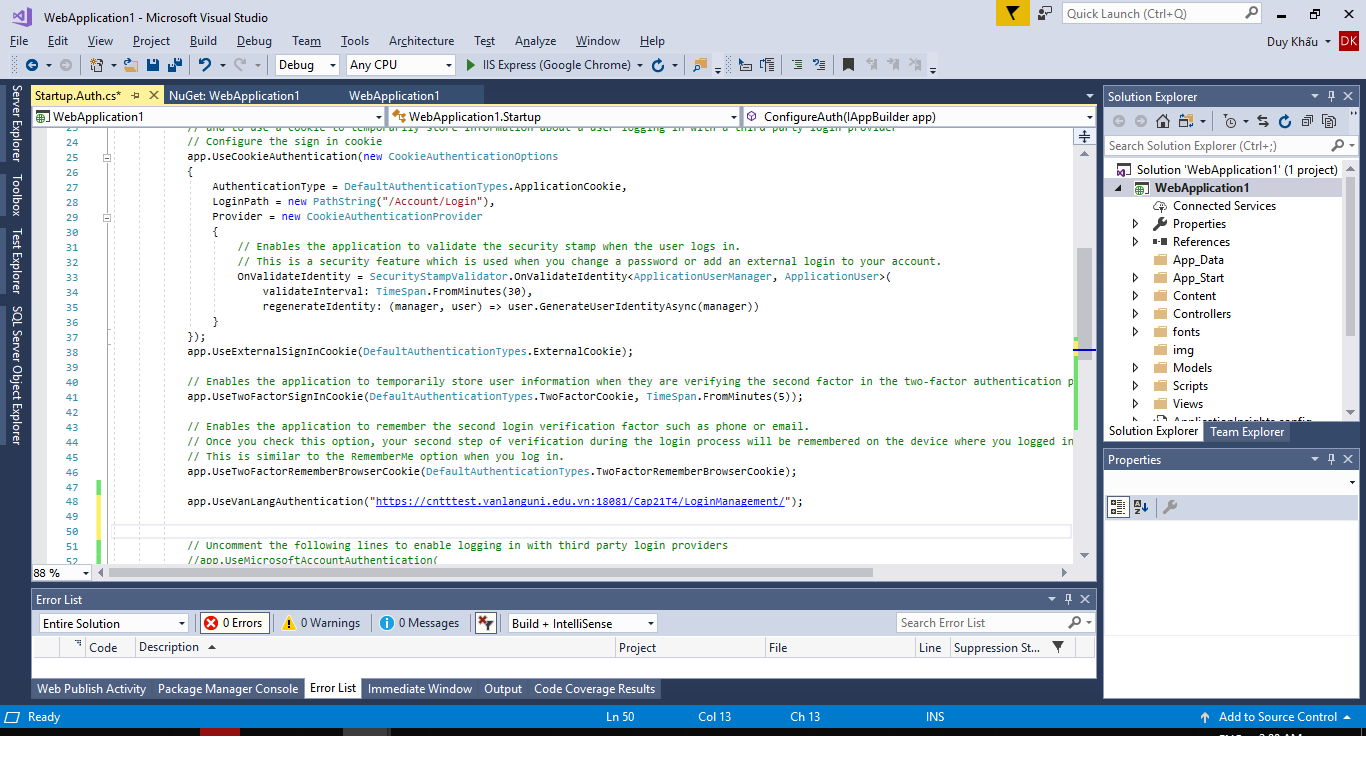 WebApplication1 - Microsoft Visual Studio
Quick Launch (Ctrl+Q)
File Edit View Project Build Debug Team Tools Architecture Test Analyze Window Help
Duy Khấu DK
Debug Any CPU IIS Express (Google Chrome)
Server Explorer
Toolbox
Test Explorer
SQL Server Object Explorer
Startup.Auth.cs* NuGet: WebApplication1 WebApplication1
WebApplication1 WebApplication1.Startup ConfigureAuth(IAppBuilder app)
23 // and to use a cookie to temporarily store information about a user logging in with a third party login provider
24 // Configure the sign in cookie
25 app.UseCookieAuthentication(new CookieAuthenticationOptions
26 {
27 AuthenticationType = DefaultAuthenticationTypes.ApplicationCookie,
28 LoginPath = new PathString("/Account/Login"),
29 Provider = new CookieAuthenticationProvider
30 {
31 // Enables the application to validate the security stamp when the user logs in.
32 // This is a security feature which is used when you change a password or add an external login to your account.
33 OnValidateIdentity = SecurityStampValidator.OnValidateIdentity<ApplicationUserManager, ApplicationUser>(
34 validateInterval: TimeSpan.FromMinutes(30),
35 regenerateIdentity: (manager, user) => user.GenerateUserIdentityAsync(manager))
36 }
37 });
38 app.UseExternalSignInCookie(DefaultAuthenticationTypes.ExternalCookie);
39
40 // Enables the application to temporarily store user information when they are verifying the second factor in the two-factor authentication p
41 app.UseTwoFactorSignInCookie(DefaultAuthenticationTypes.TwoFactorCookie, TimeSpan.FromMinutes(5));
42
43 // Enables the application to remember the second login verification factor such as phone or email.
44 // Once you check this option, your second step of verification during the login process will be remembered on the device where you logged in
45 // This is similar to the RememberMe option when you log in.
46 app.UseTwoFactorRememberBrowserCookie(DefaultAuthenticationTypes.TwoFactorRememberBrowserCookie);
47
48 app.UseVanLangAuthentication("https://cntttest.vanlanguni.edu.vn:18081/Cap21T4/LoginManagement/");
49
50
51 // Uncomment the following lines to enable logging in with third party login providers
52 //app.UseMicrosoftAccountAuthentication(
88 %
Solution Explorer
Search Solution Explorer (Ctrl+;)
Solution 'WebApplication1' (1 project)
WebApplication1
Connected Services
Properties
References
App_Data
App_Start
Content
Controllers
fonts
img
Models
Scripts
Views
ApplicationInsights.config
Solution Explorer Team Explorer
Properties
Error List
Entire Solution 0 Errors 0 Warnings 0 Messages Build + IntelliSense Search Error List
Code Description Project File Line Suppression St...
Web Publish Activity Package Manager Console Error List Immediate Window Output Code Coverage Results
Ready Ln 50 Col 13 Ch 13 INS Add to Source Control